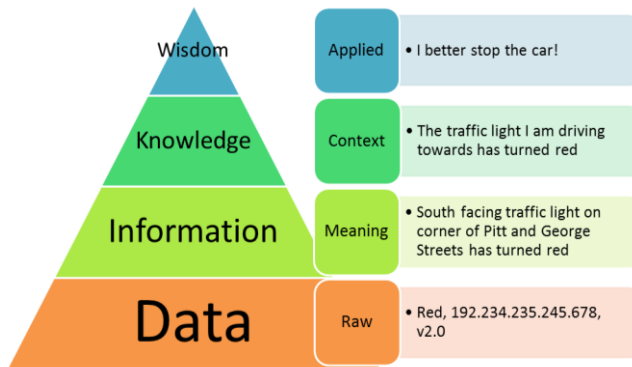 Wisdom
Applied
• I better stop the car!
Knowledge
Context
• The traffic light I am driving
towards has turned red
Information
Meaning
• South facing traffic light on
corner of Pitt and George
Streets has turned red
Data
Raw
• Red, 192.234.235.245.678,
v2.0